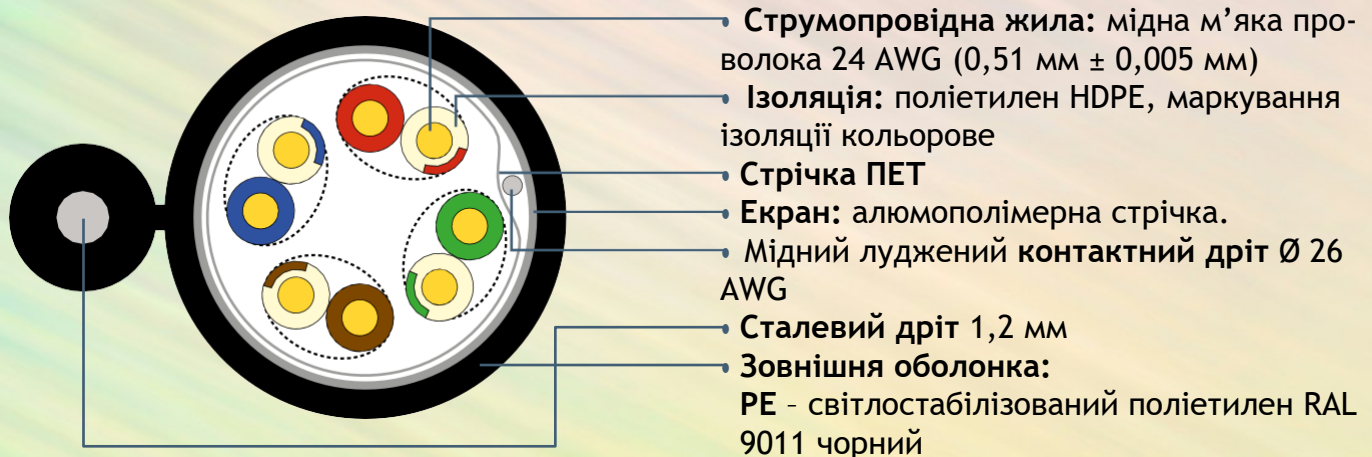 • Струмопровідна жила: мідна м’яка про-
волока 24 AWG (0,51 мм ± 0,005 мм)
• Ізоляція: поліетилен HDPE, маркування
ізоляції кольорове
• Стрічка ПЕТ
• Екран: алюмополімерна стрічка.
• Мідний луджений контактний дріт Ø 26
AWG
• Сталевий дріт 1,2 мм
• Зовнішня оболонка:
PE – світлостабілізований поліетилен RAL
9011 чорний